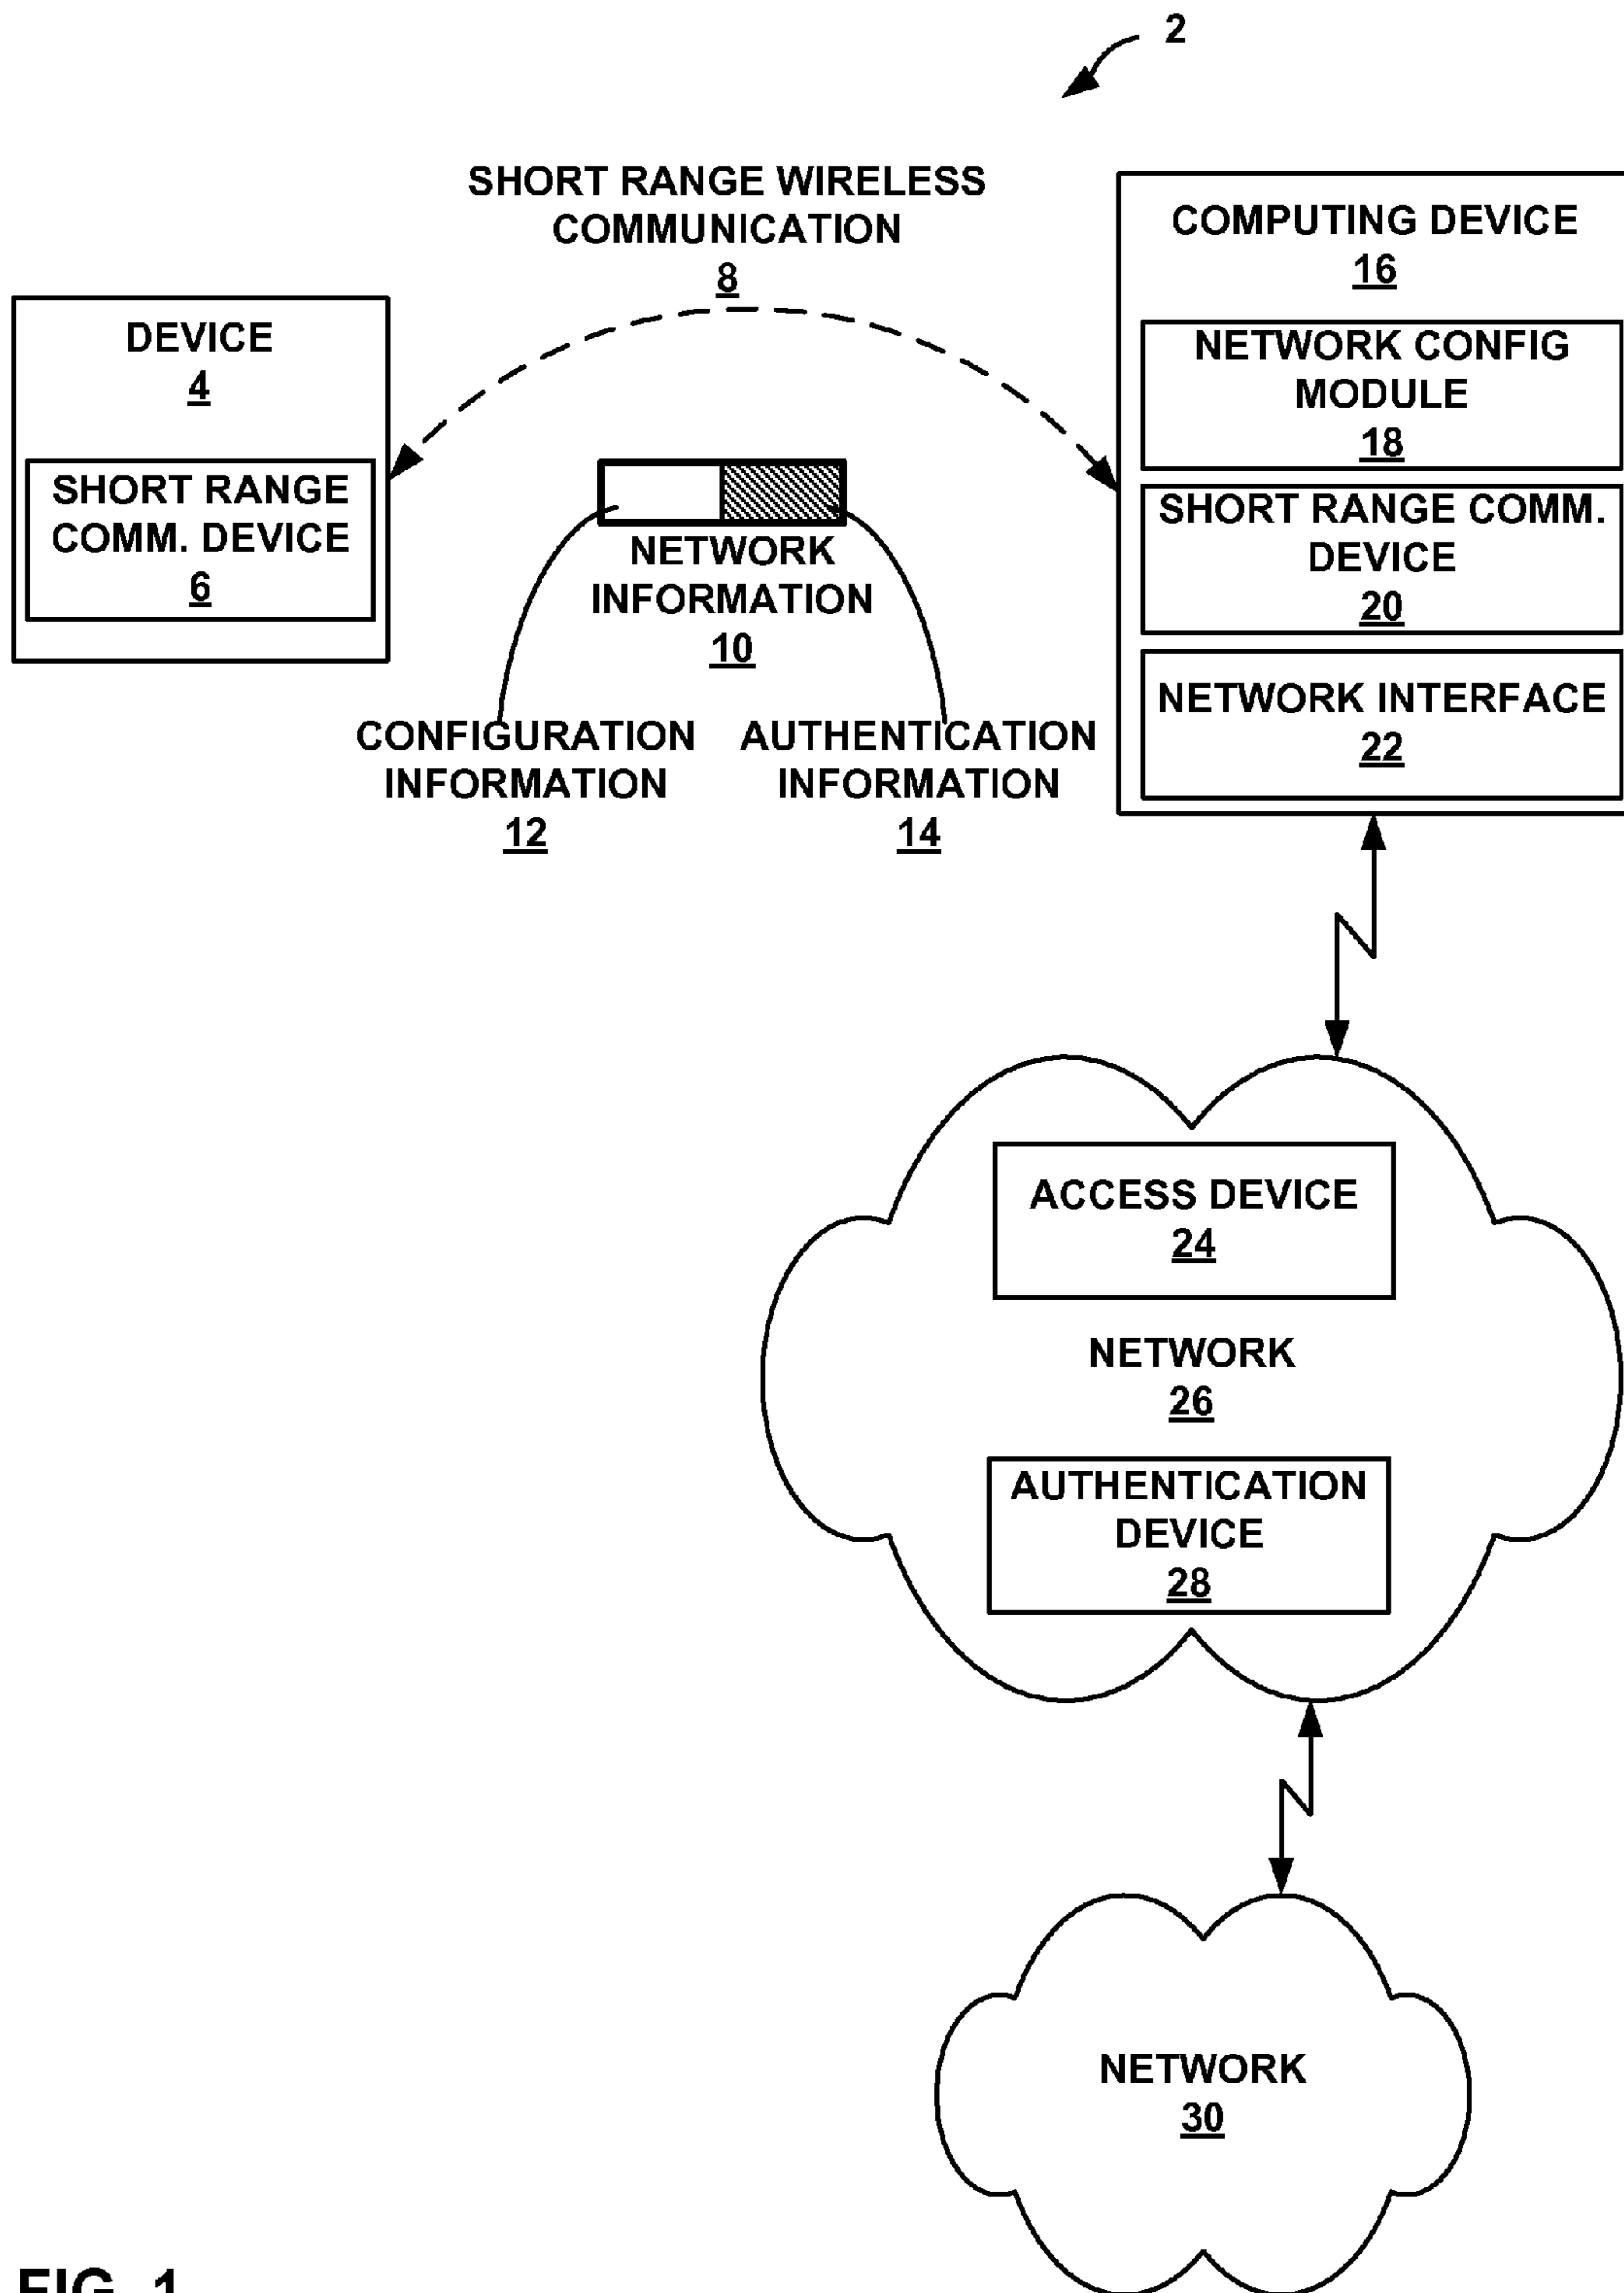 2
SHORT RANGE WIRELESS
COMMUNICATION
8
DEVICE
4
SHORT RANGE
COMM. DEVICE
6
NETWORK
INFORMATION
10
CONFIGURATION
INFORMATION
12
AUTHENTICATION
INFORMATION
14
COMPUTING DEVICE
16
NETWORK CONFIG
MODULE
18
SHORT RANGE COMM.
DEVICE
20
NETWORK INTERFACE
22
ACCESS DEVICE
24
NETWORK
26
AUTHENTICATION
DEVICE
28
NETWORK
30
FIG. 1